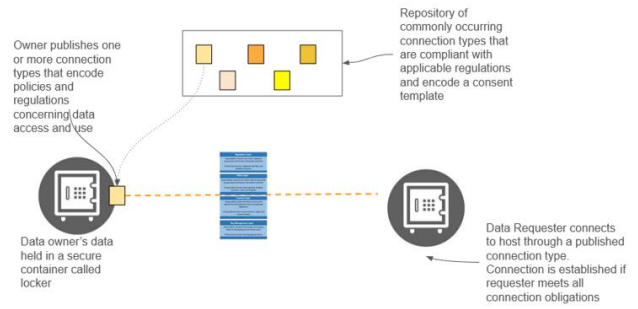 Repository of
commonly occurring
connection types that
are compliant with
applicable regulations
and encode a consent
template
Owner publishes one
or more connection
types that encode
policies and
regulations
concerning data
access and use
Data owner's data
held in a secure
container called
locker
Data Requester connects
to host through a published
connection type.
Connection is established if
requester meets all
connection obligations